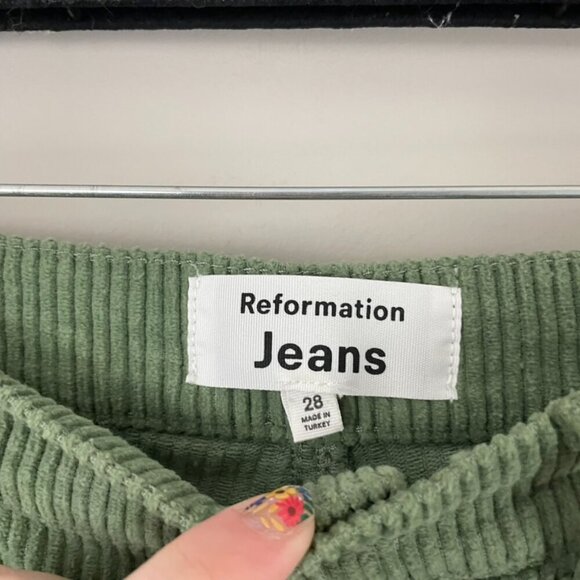 Reformation
Jeans
28
MADE IN
TURKEY